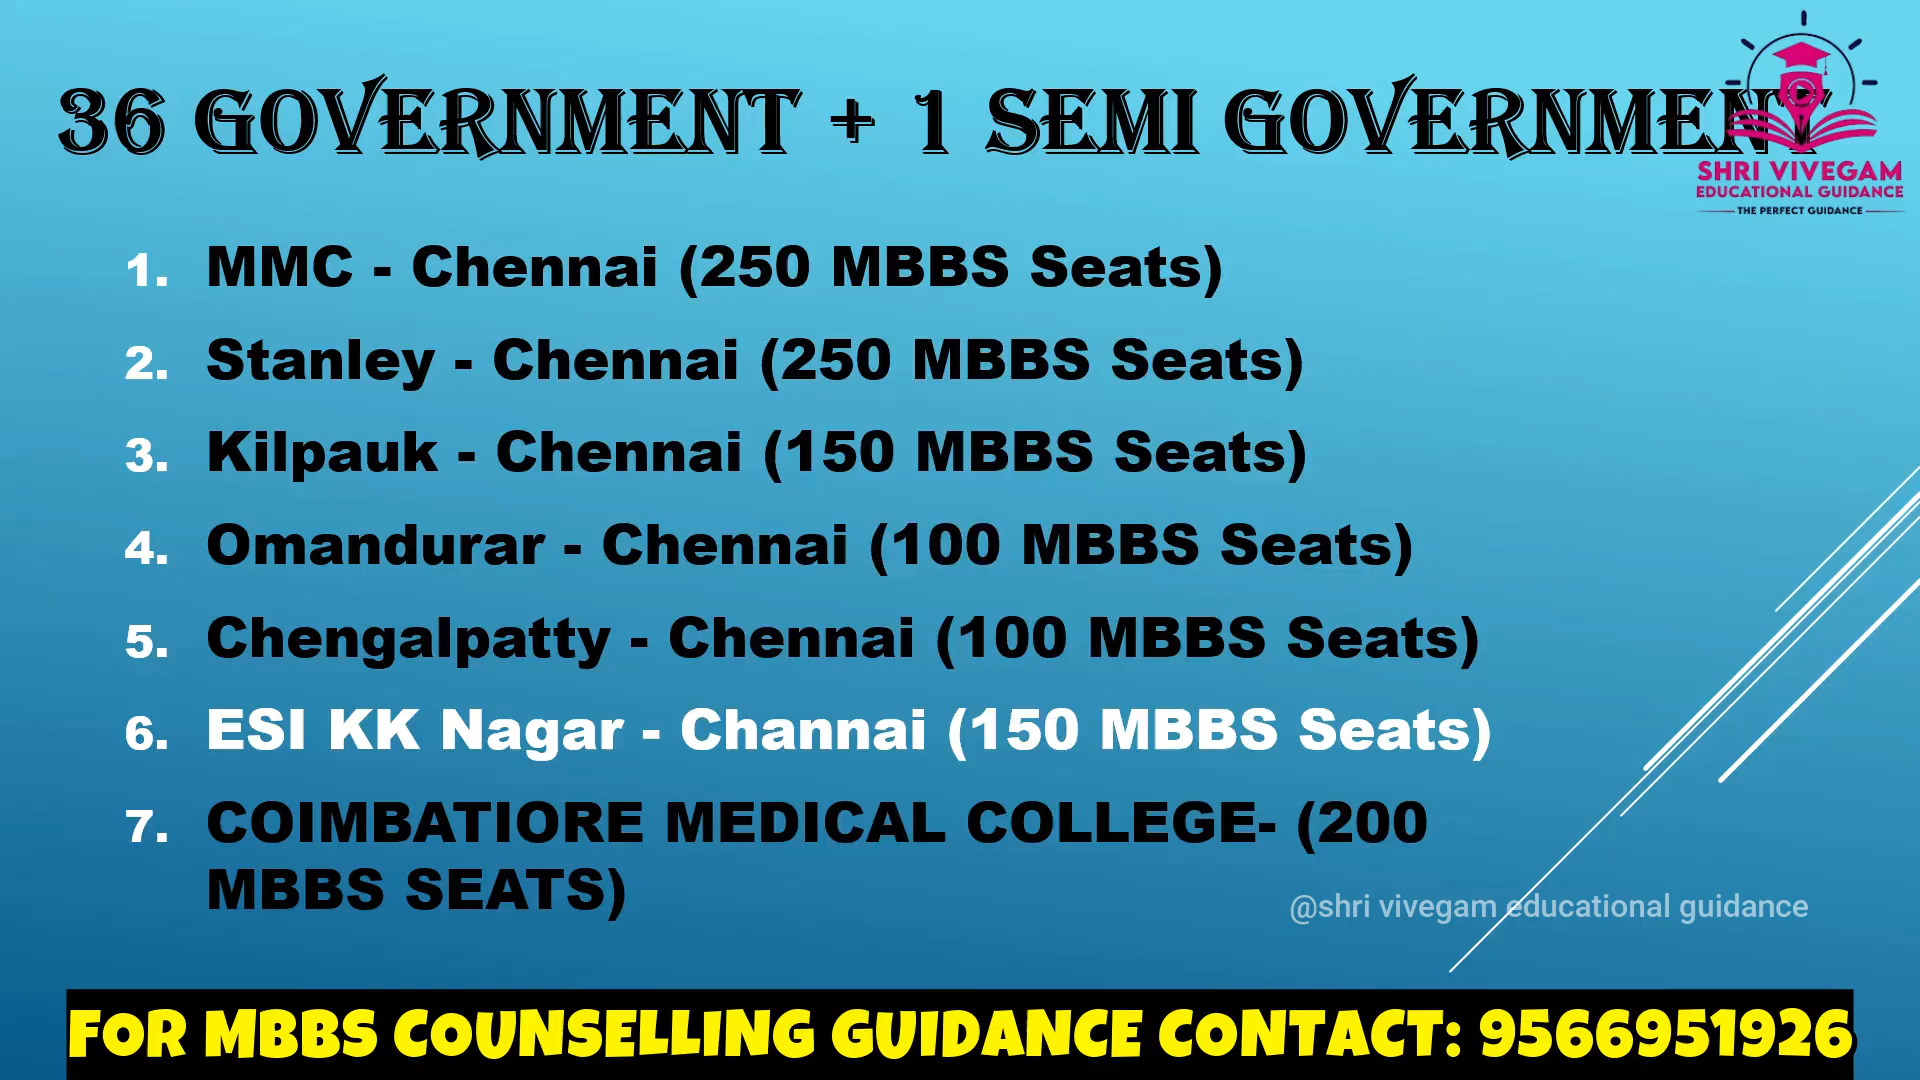 36 GOVERNMENT + 1 SEMI GOVERNMENT
SHRI VIVEGAM
EDUCATIONAL GUIDANCE
THE PERFECT GUIDANCE
1. MMC - Chennai (250 MBBS Seats)
2. Stanley - Chennai (250 MBBS Seats)
3. Kilpauk - Chennai (150 MBBS Seats)
4. Omandurar - Chennai (100 MBBS Seats)
5. Chengalpatty - Chennai (100 MBBS Seats)
6. ESI KK Nagar - Channai (150 MBBS Seats)
7. COIMBATIORE MEDICAL COLLEGE- (200
MBBS SEATS)
@shri vivegam educational guidance
FOR MBBS COUNSELLING GUIDANCE CONTACT: 9566951926